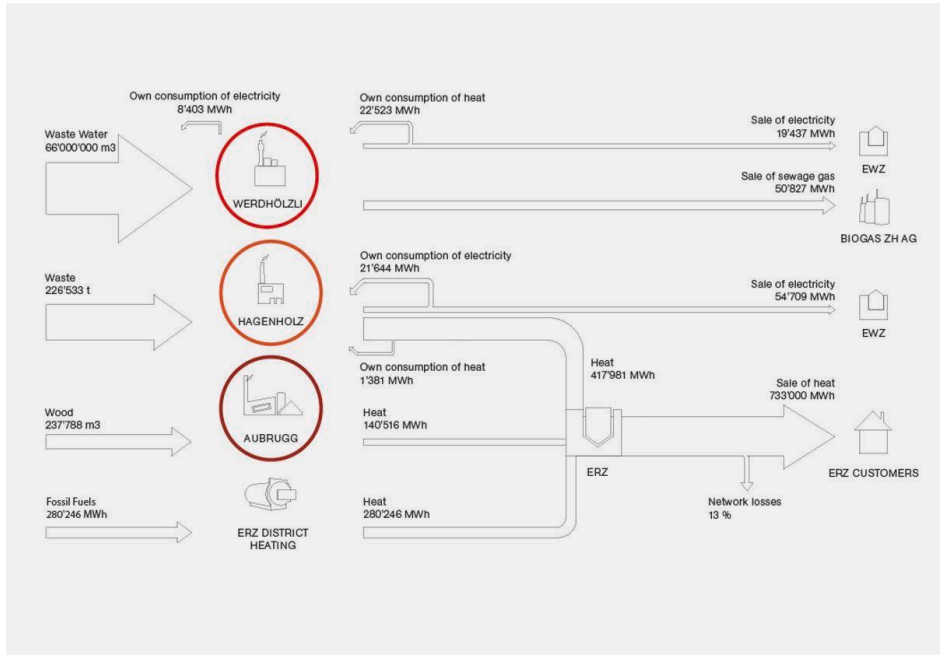 Own consumption of electricity
8'403 MWh
Own consumption of heat
22'523 MWh
Waste Water
66'000'000 m3
Sale of electricity
19'437 MWh
EWZ
WERDHÖLZLI
Sale of sewage gas
50'827 MWh
BIOGAS ZH AG
Own consumption of electricity
21'644 MWh
Waste
226'533 t
Sale of electricity
54'709 MWh
HAGENHOLZ
EWZ
Own consumption of heat
1'381 MWh
Heat
417'981 MWh
Sale of heat
733'000 MWh
Wood
237'788 m3
Heat
140'516 MWh
AUBRUGG
ERZ
ERZ CUSTOMERS
Fossil Fuels
280'246 MWh
Heat
280'246 MWh
Network losses
13 %
ERZ DISTRICT
HEATING